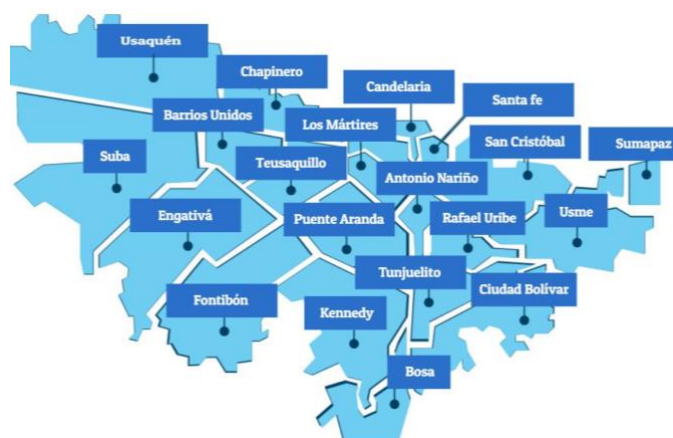 Usaquén
Chapinero
Candelaria
Santa fe
Barrios Unidos
Los Mártires
San Cristóbal
Sumapaz
Suba
Teusaquillo
Antonio Nariño
Engativá
Puente Aranda
Rafael Uribe
Usme
Tunjuelito
Fontibón
Kennedy
Ciudad Bolívar
Bosa